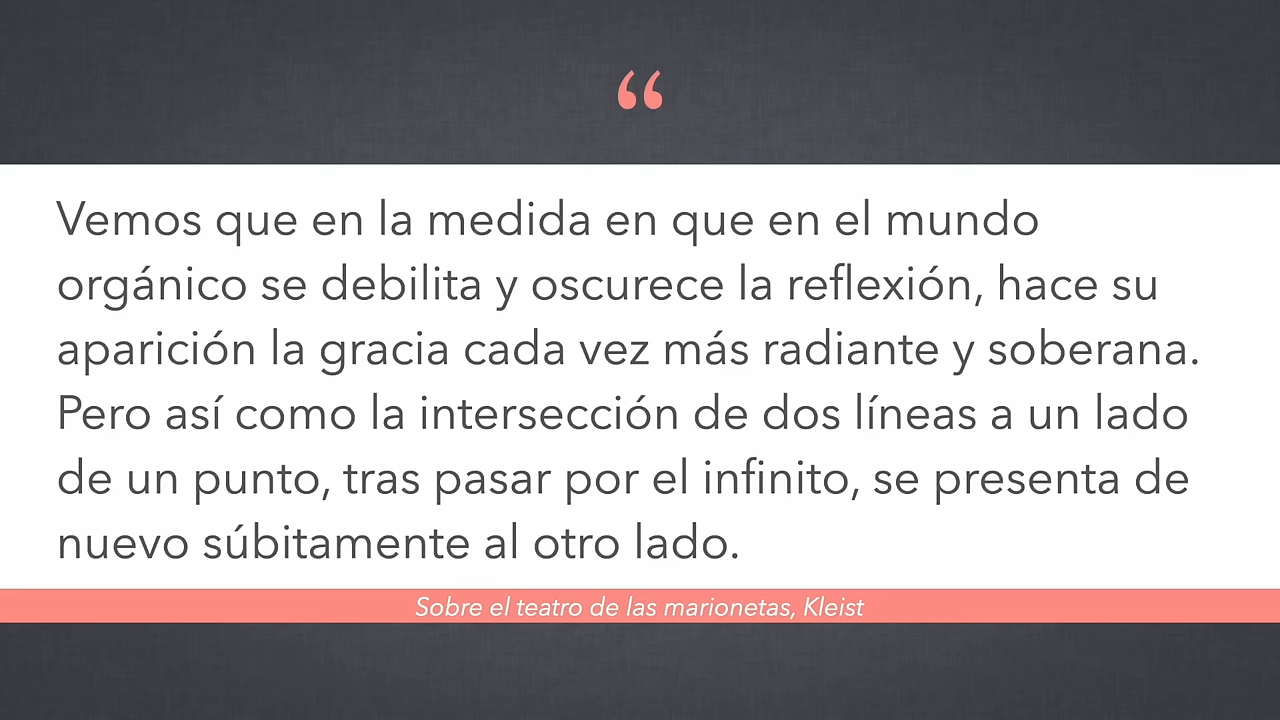 “
Vemos que en la medida en que en el mundo
orgánico se debilita y oscurece la reflexión, hace su
aparición la gracia cada vez más radiante y soberana.
Pero así como la intersección de dos líneas a un lado
de un punto, tras pasar por el infinito, se presenta de
nuevo súbitamente al otro lado.
Sobre el teatro de las marionetas, Kleist